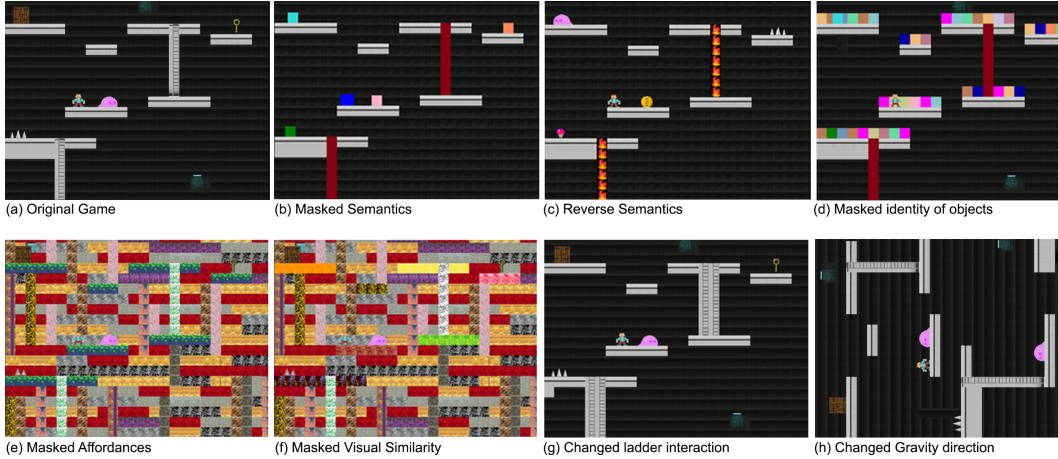 (a) Original Game
(b) Masked Semantics
(c) Reverse Semantics
(d) Masked identity of objects
(e) Masked Affordances
(f) Masked Visual Similarity
(g) Changed ladder interaction
(h) Changed Gravity direction